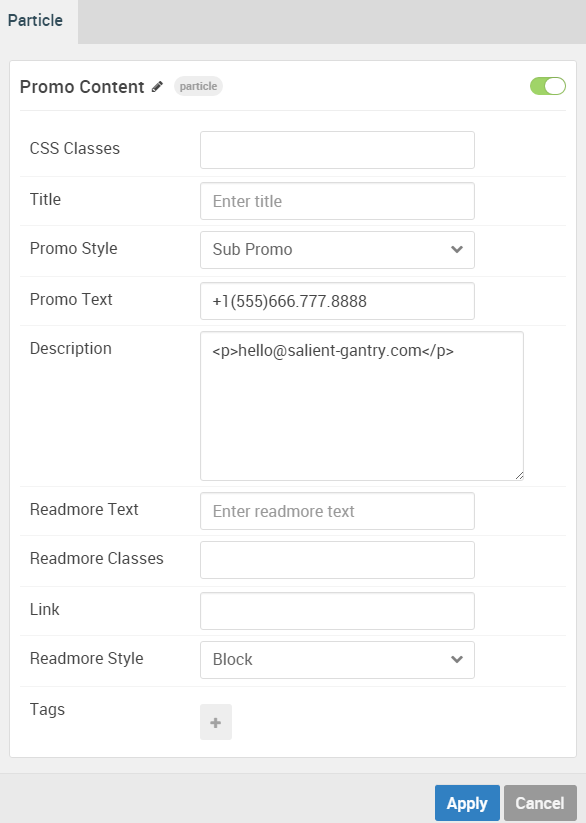 Particle
Promo Content particle
CSS Classes
Title Enter title
Promo Style Sub Promo
Promo Text +1(555)666.777.8888
Description <p>hello@salient-gantry.com</p>
Readmore Text Enter readmore text
Readmore Classes
Link
Readmore Style Block
Tags +
Apply Cancel